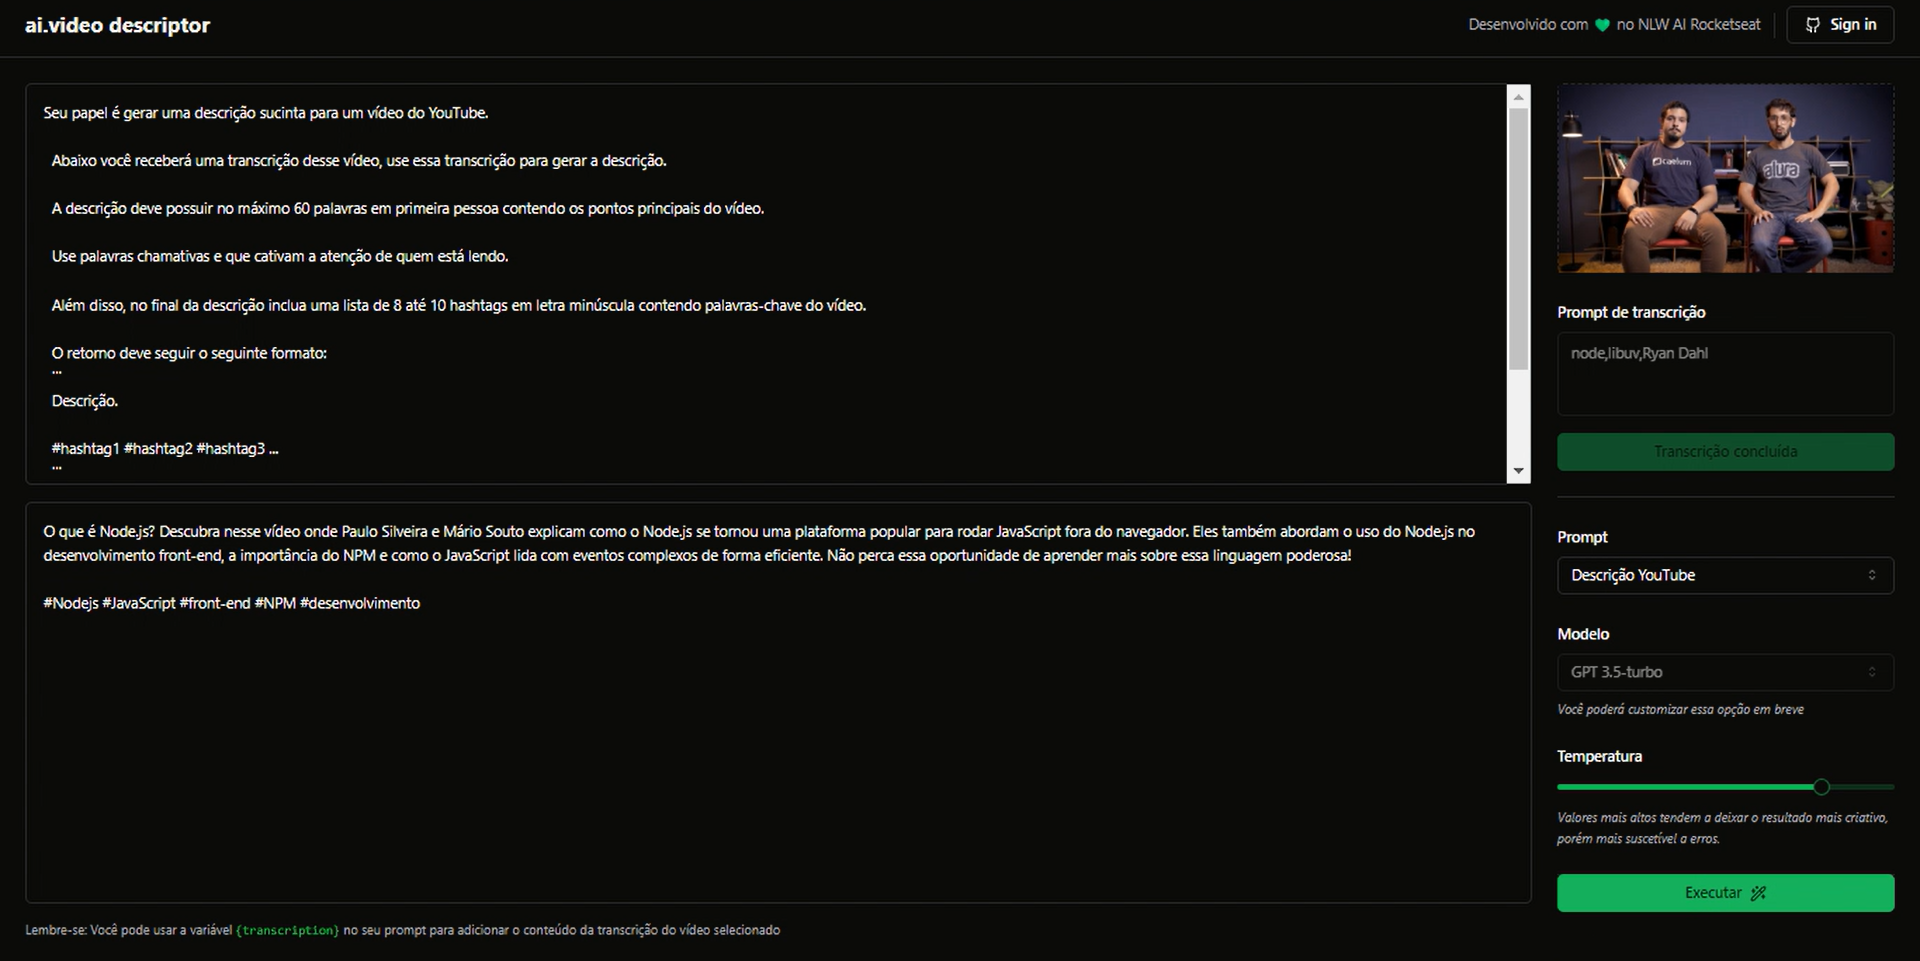 ai.video descriptor
Desenvolvido com 💚 no NLW AI Rocketseat
Sign in
Seu papel é gerar uma descrição sucinta para um vídeo do YouTube.
Abaixo você receberá uma transcrição desse vídeo, use essa transcrição para gerar a descrição.
A descrição deve possuir no máximo 60 palavras em primeira pessoa contendo os pontos principais do vídeo.
Use palavras chamativas e que cativam a atenção de quem está lendo.
Além disso, no final da descrição inclua uma lista de 8 até 10 hashtags em letra minúscula contendo palavras-chave do vídeo.
O retorno deve seguir o seguinte formato:
...
Descrição.
#hashtag1 #hashtag2 #hashtag3 ...
...
O que é Node.js? Descubra nesse vídeo onde Paulo Silveira e Mário Souto explicam como o Node.js se tornou uma plataforma popular para rodar JavaScript fora do navegador. Eles também abordam o uso do Node.js no
desenvolvimento front-end, a importância do NPM e como o JavaScript lida com eventos complexos de forma eficiente. Não perca essa oportunidade de aprender mais sobre essa linguagem poderosa!
#Nodejs #JavaScript #front-end #NPM #desenvolvimento
Lembre-se: Você pode usar a variável {transcription} no seu prompt para adicionar o conteúdo da transcrição do vídeo selecionado
caelum
alura
Prompt de transcrição
node,libuv,Ryan Dahl
Transcrição concluída
Prompt
Descrição YouTube
Modelo
GPT 3.5-turbo
Você poderá customizar essa opção em breve
Temperatura
Valores mais altos tendem a deixar o resultado mais criativo,
porém mais suscetível a erros.
Executar